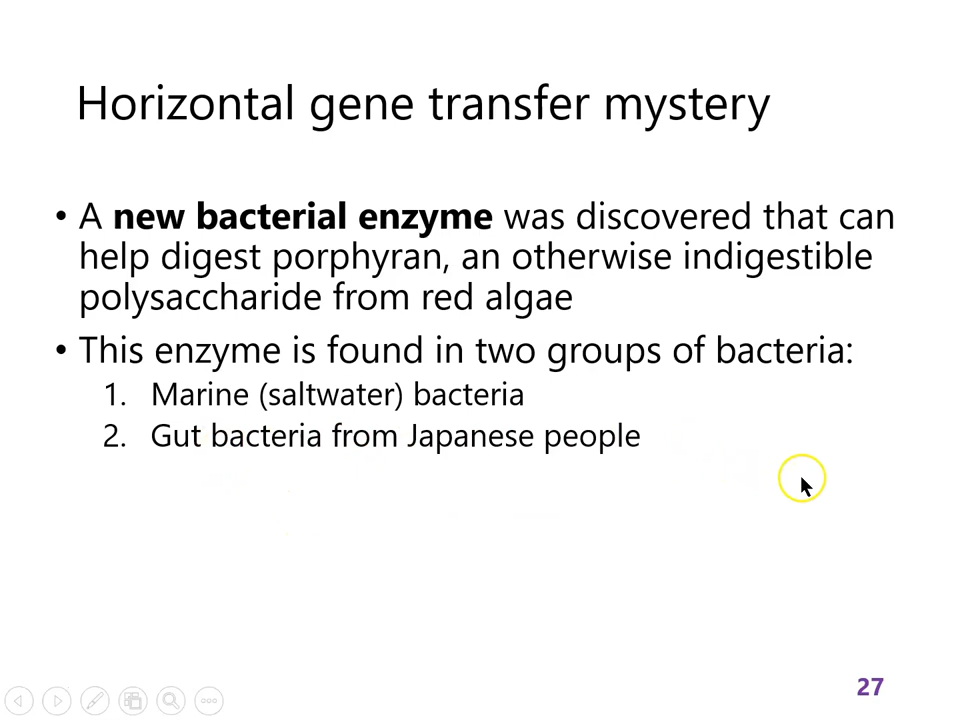 Horizontal gene transfer mystery
• A new bacterial enzyme was discovered that can
help digest porphyran, an otherwise indigestible
polysaccharide from red algae
• This enzyme is found in two groups of bacteria:
1. Marine (saltwater) bacteria
2. Gut bacteria from Japanese people
27